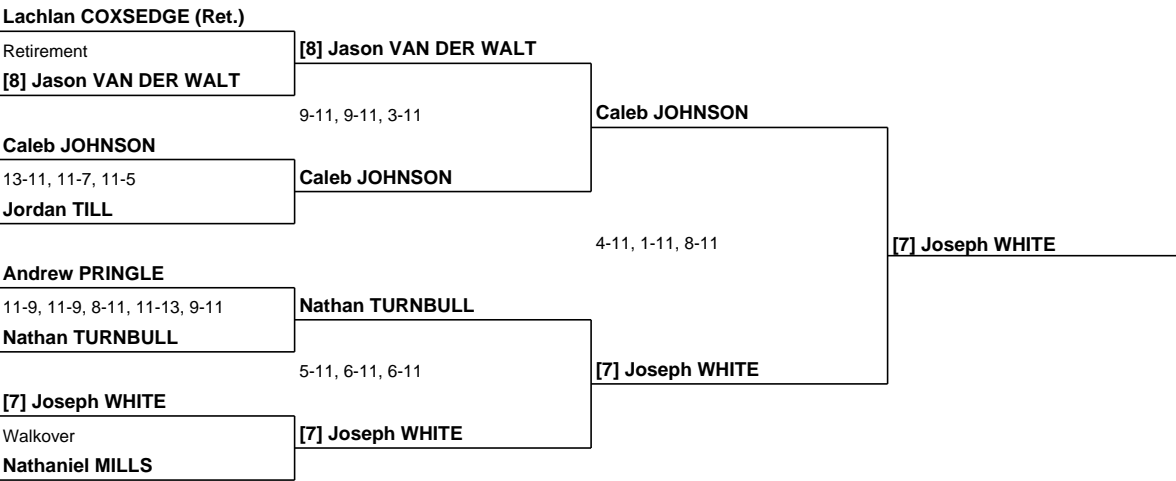 Lachlan COXSEDGE (Ret.)
Retirement
[8] Jason VAN DER WALT
Caleb JOHNSON
13-11, 11-7, 11-5
Jordan TILL
Andrew PRINGLE
11-9, 11-9, 8-11, 11-13, 9-11
Nathan TURNBULL
[7] Joseph WHITE
Walkover
Nathaniel MILLS
[8] Jason VAN DER WALT
9-11, 9-11, 3-11
Caleb JOHNSON
Nathan TURNBULL
5-11, 6-11, 6-11
[7] Joseph WHITE
Caleb JOHNSON
4-11, 1-11, 8-11
[7] Joseph WHITE
[7] Joseph WHITE